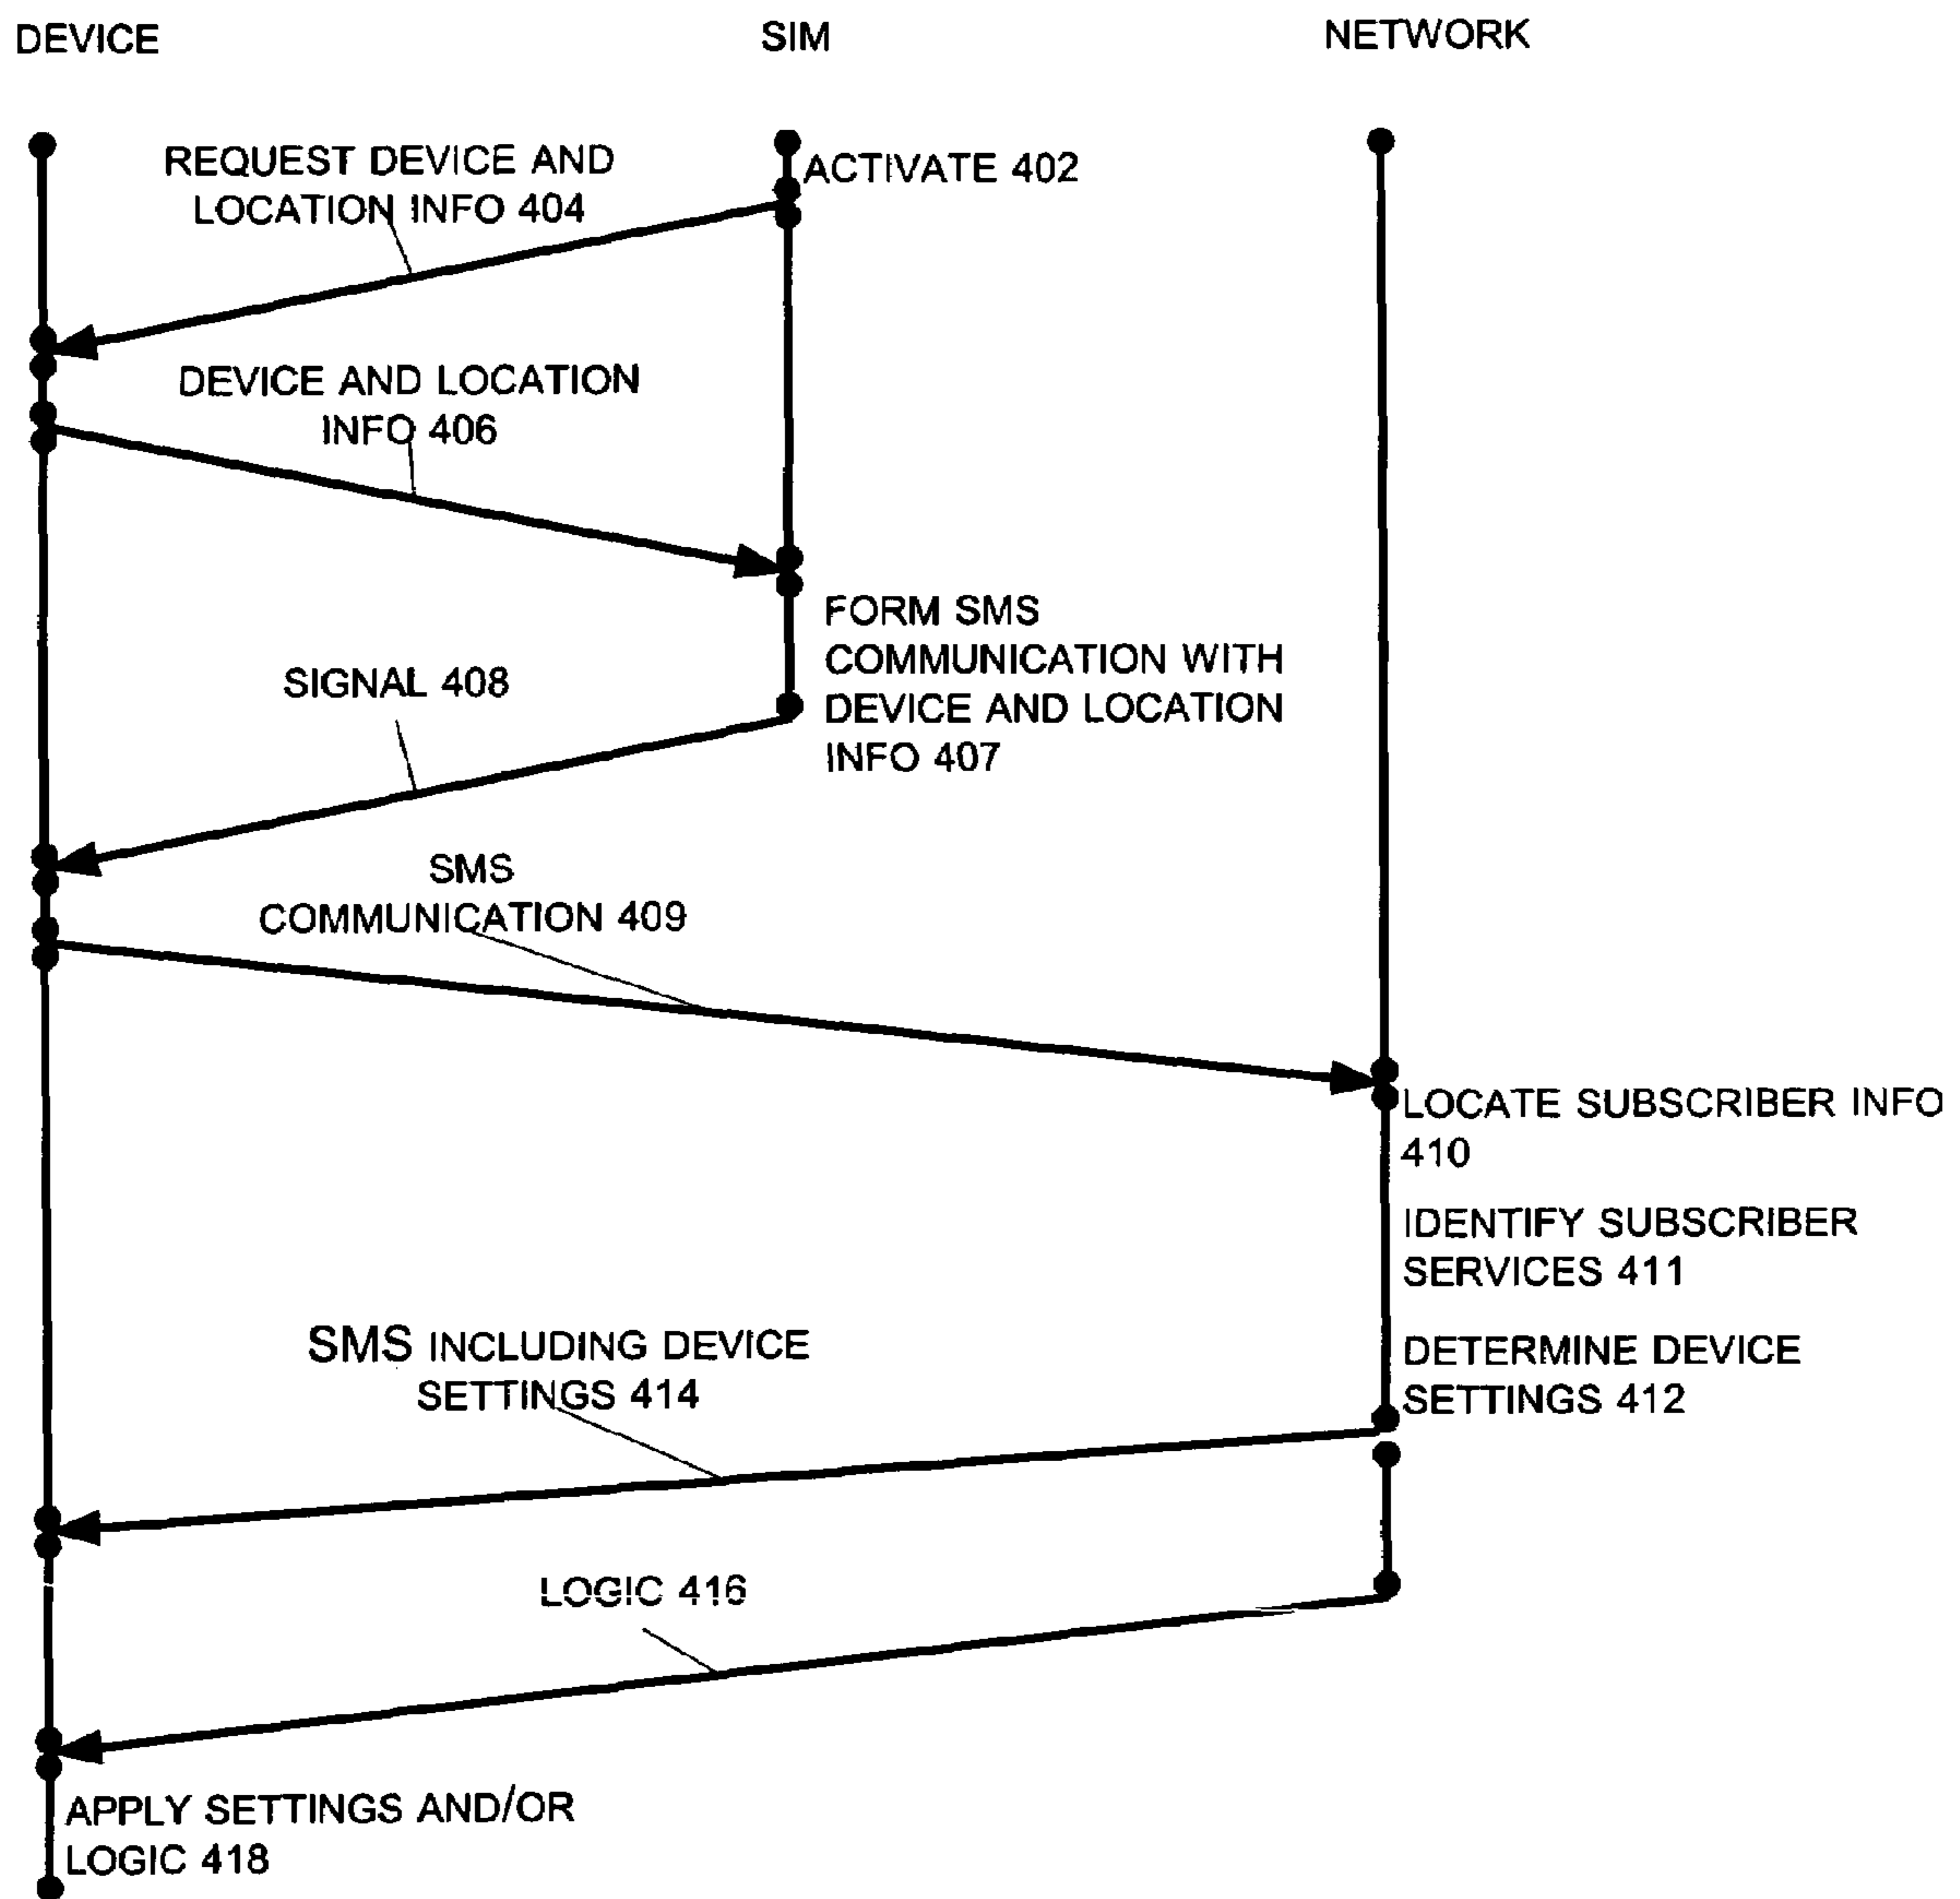 DEVICE
SIM
NETWORK
ACTIVATE 402
REQUEST DEVICE AND
LOCATION INFO 404
DEVICE AND LOCATION
INFO 406
FORM SMS
COMMUNICATION WITH
DEVICE AND LOCATION
INFO 407
SIGNAL 408
SMS
COMMUNICATION 409
LOCATE SUBSCRIBER INFO
410
IDENTIFY SUBSCRIBER
SERVICES 411
DETERMINE DEVICE
SETTINGS 412
SMS INCLUDING DEVICE
SETTINGS 414
LOGIC 416
APPLY SETTINGS AND/OR
LOGIC 418